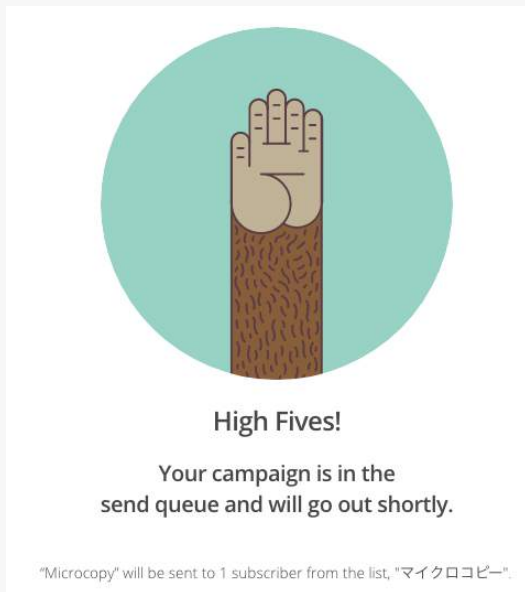 High Fives!
Your campaign is in the
send queue and will go out shortly.
“Microcopy” will be sent to 1 subscriber from the list, "マイクロコピー".